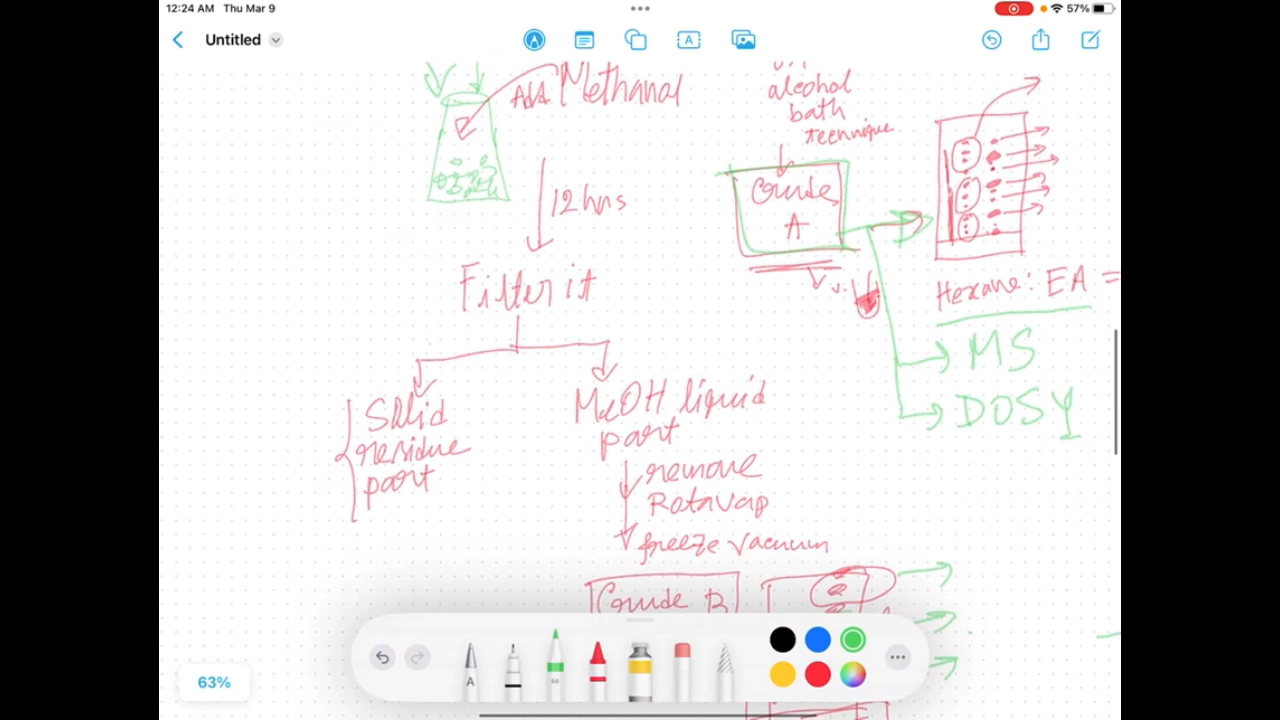 12:24 AM Thu Mar 9
57%
Untitled
Add Methanol
alcohol
bath
technique
Crude
A
12 hrs
Filter it
Hexane: EA =
MS
DOSY
Solid
residue
part
MeOH liquid
part
remove
Rotavap
freeze vacuum
Crude B
A
50
63%